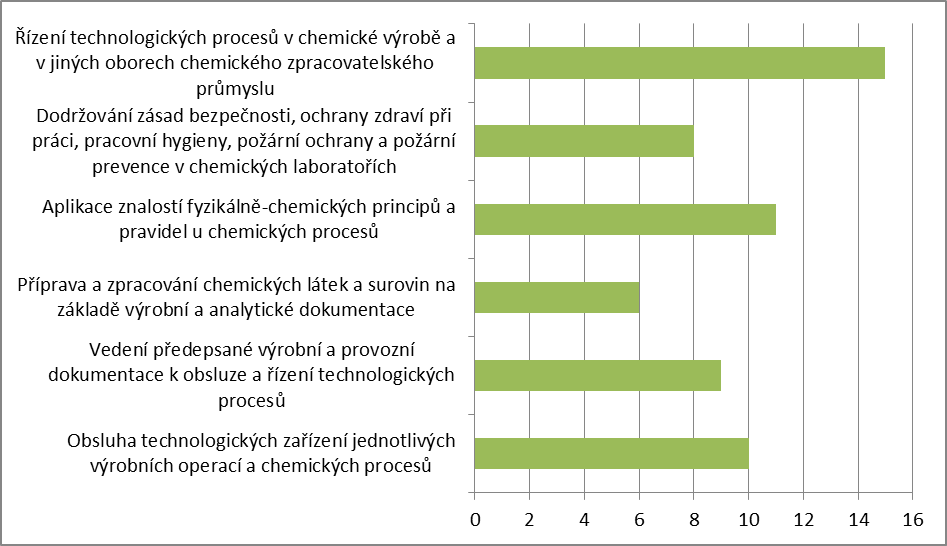 Řízení technologických procesů v chemické výrobě a
v jiných oborech chemického zpracovatelského
průmyslu
Dodržování zásad bezpečnosti, ochrany zdraví při
práci, pracovní hygieny, požární ochrany a požární
prevence v chemických laboratořích
Aplikace znalostí fyzikálně-chemických principů a
pravidel u chemických procesů
Příprava a zpracování chemických látek a surovin na
základě výrobní a analytické dokumentace
Vedení předepsané výrobní a provozní
dokumentace k obsluze a řízení technologických
procesů
Obsluha technologických zařízení jednotlivých
výrobních operací a chemických procesů
0 2 4 6 8 10 12 14 16